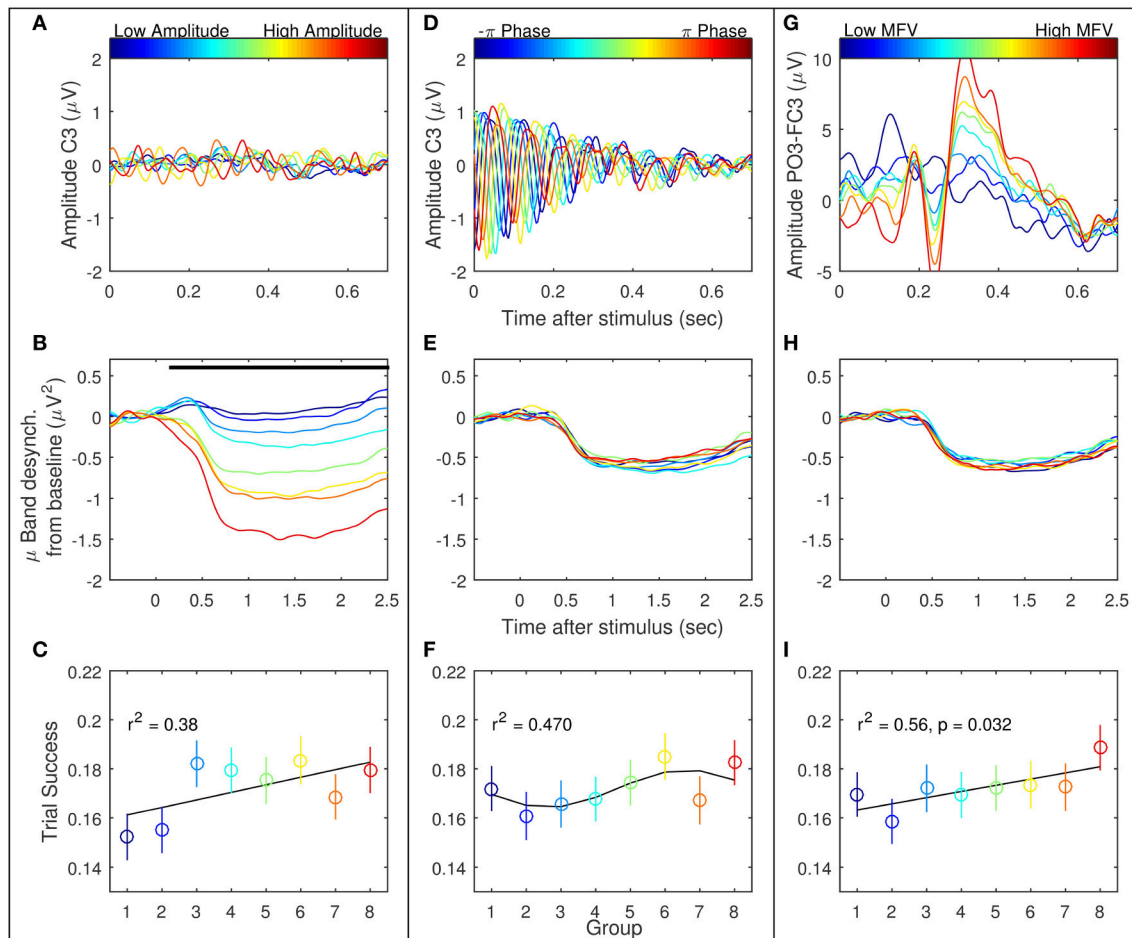 A
Low Amplitude High Amplitude
2
1
0
-1
-2
Amplitude C3 (μV)
0 0.2 0.4 0.6
D
-π Phase π Phase
2
1
0
-1
-2
Amplitude C3 (μV)
0 0.2 0.4 0.6
Time after stimulus (sec)
G
Low MFV High MFV
10
5
0
-5
Amplitude PO3-FC3 (μV)
0 0.2 0.4 0.6
B
0.5
0
-0.5
-1
-1.5
-2
μ Band desynch.
from baseline (μV²)
0 0.5 1 1.5 2 2.5
E
0.5
0
-0.5
-1
-1.5
-2
0 0.5 1 1.5 2 2.5
Time after stimulus (sec)
H
0.5
0
-0.5
-1
-1.5
-2
0 0.5 1 1.5 2 2.5
C
0.22
0.2
0.18
0.16
0.14
Trial Success
r² = 0.38
1 2 3 4 5 6 7 8
F
0.22
0.2
0.18
0.16
0.14
r² = 0.470
1 2 3 4 5 6 7 8
Group
I
0.22
0.2
0.18
0.16
0.14
r² = 0.56, p = 0.032
1 2 3 4 5 6 7 8